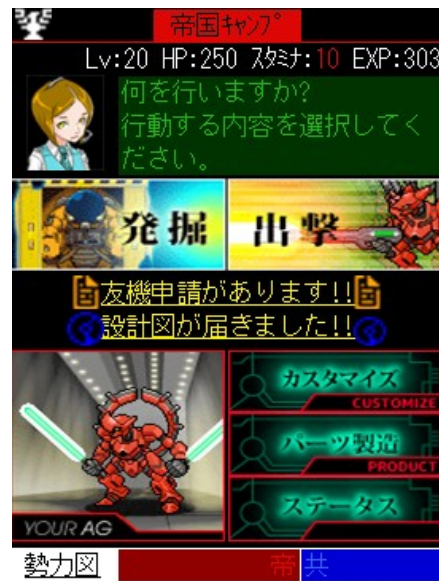 帝国キャンプ
Lv:20 HP:250 スタミナ:10 EXP:303
何を行いますか?
行動する内容を選択してく
ださい。
発掘 出撃
友機申請があります!!
設計図が届きました!!
カスタマイズ
CUSTOMIZE
パーツ製造
PRODUCT
ステータス
YOUR AG
勢力図 帝 共